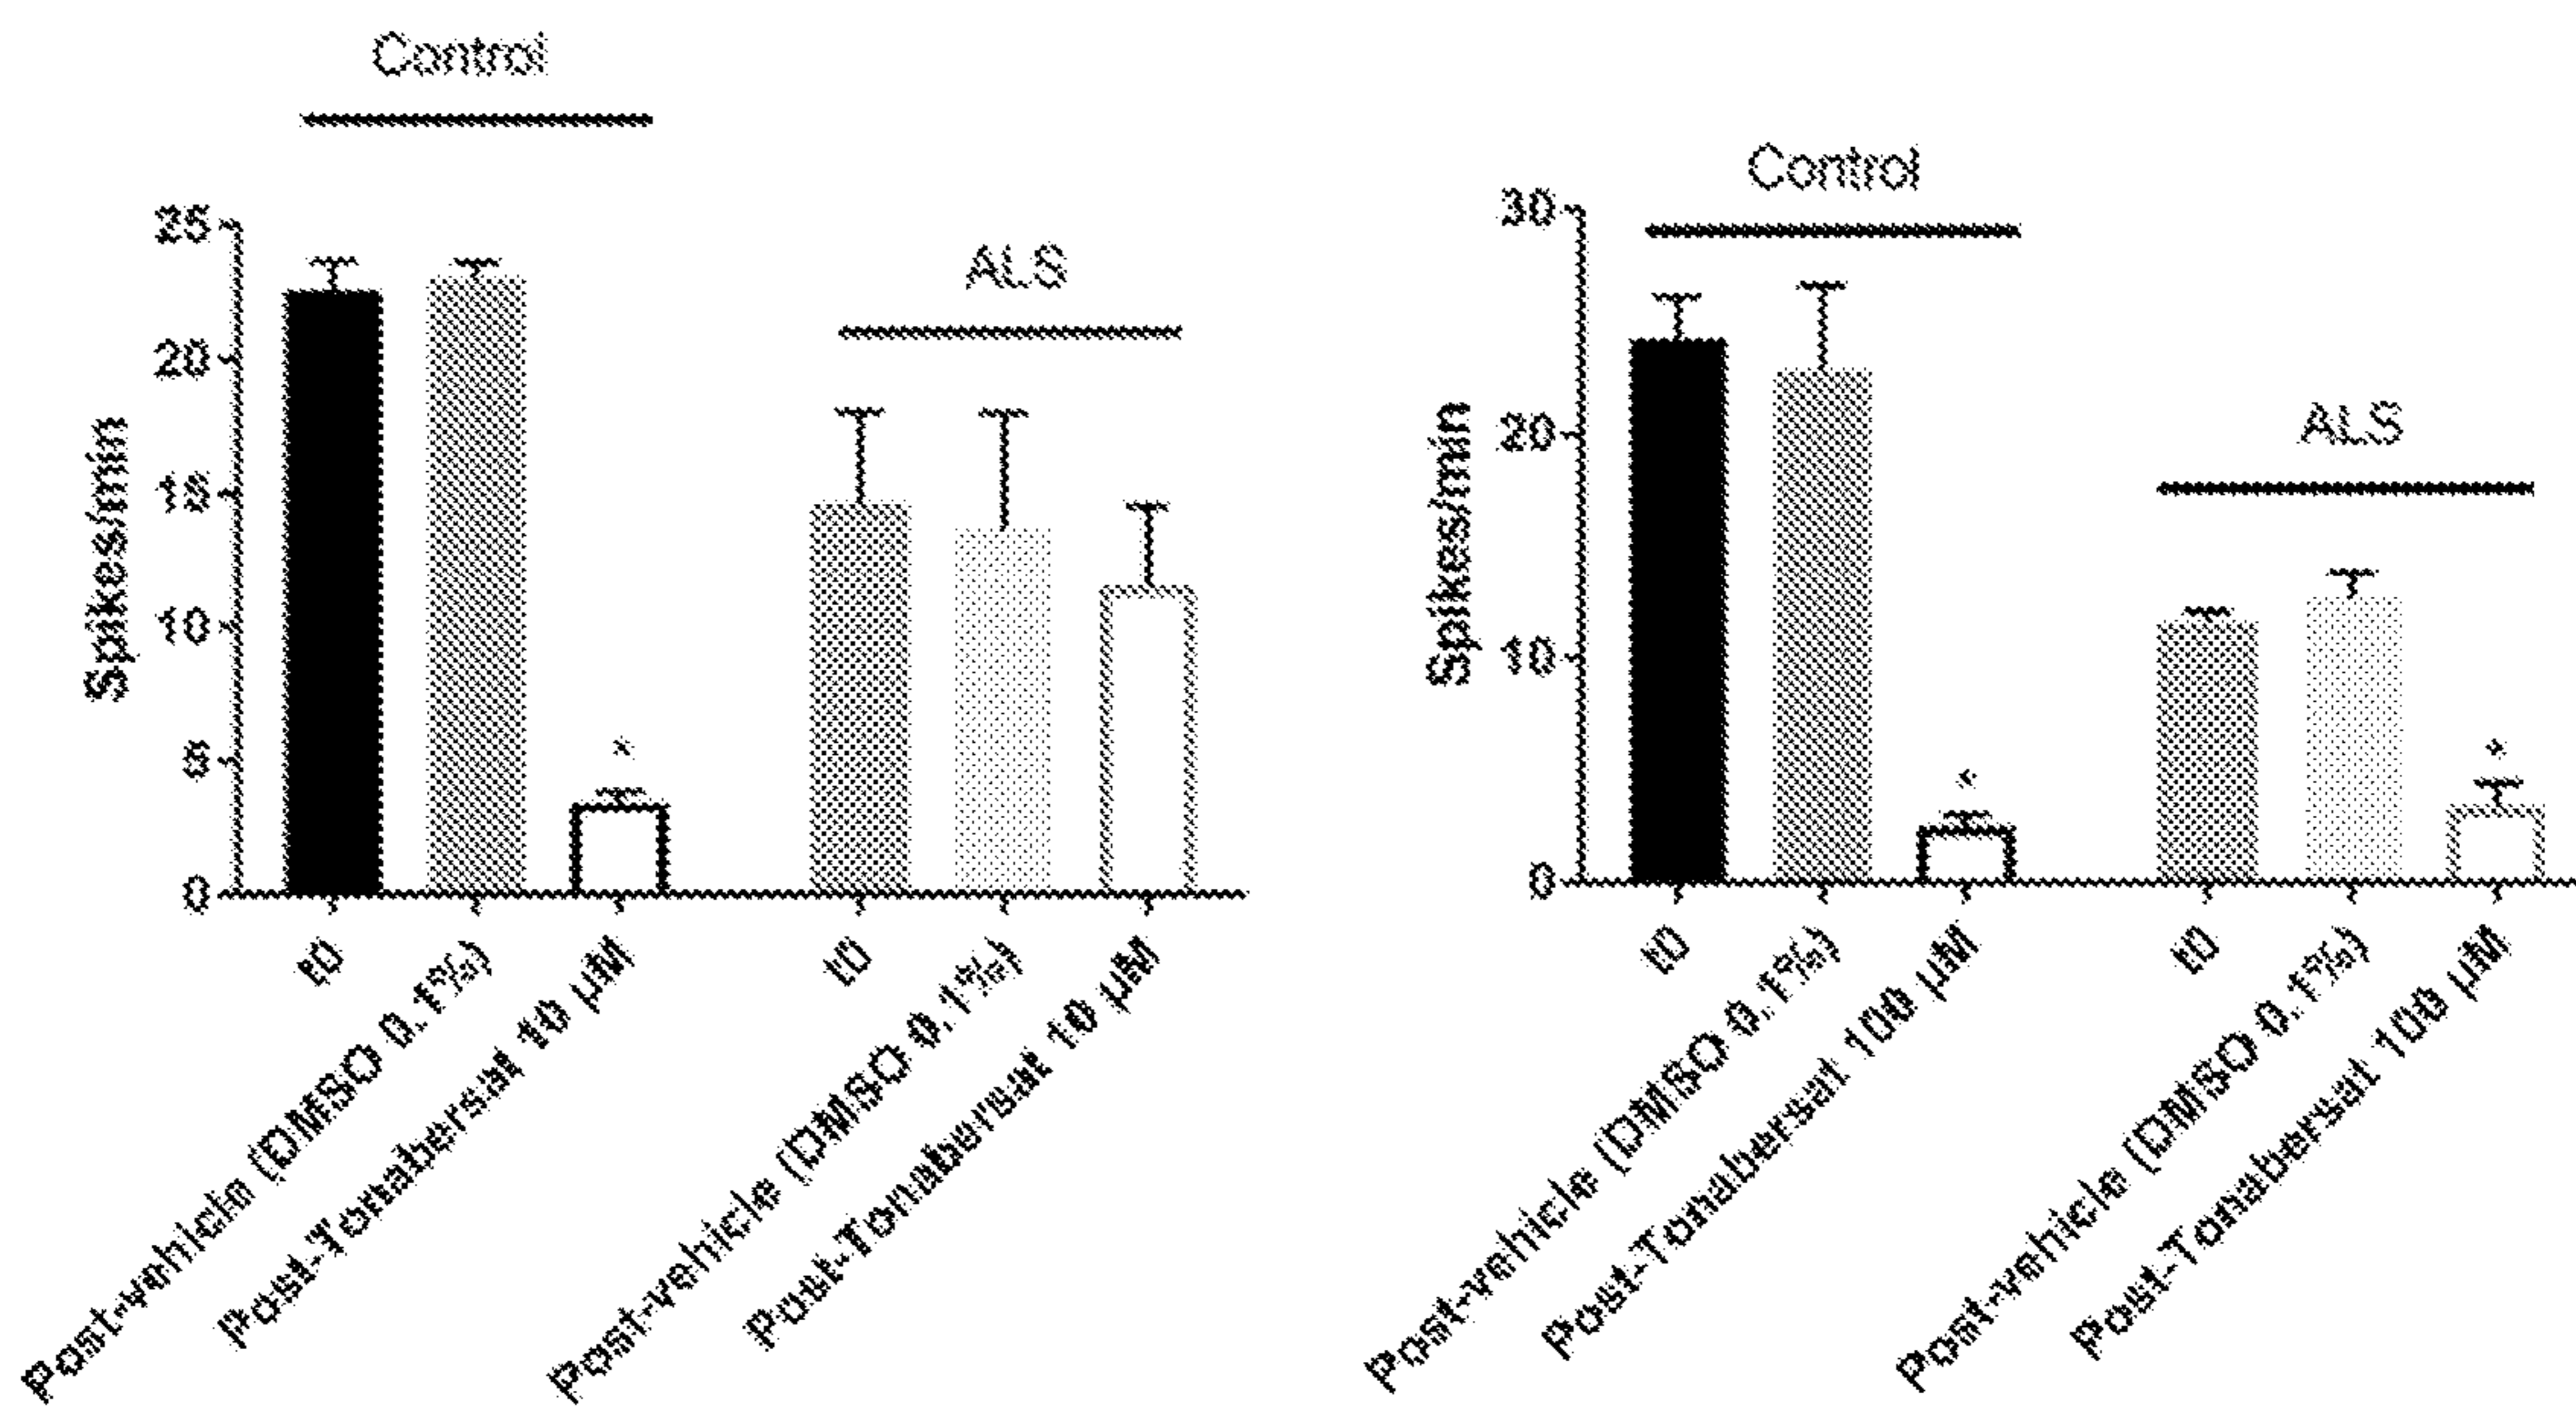 Control
ALS
Spikes/min
25
20
15
10
5
0
*
t0
Post-vehicle (DMSO 0.1%)
Post-Tonabersat 10 µM
t0
Post-vehicle (DMSO 0.1%)
Post-Tonabersat 10 µM
Control
ALS
Spikes/min
30
20
10
0
*
*
t0
Post-vehicle (DMSO 0.1%)
Post-Tonabersat 100 µM
t0
Post-vehicle (DMSO 0.1%)
Post-Tonabersat 100 µM